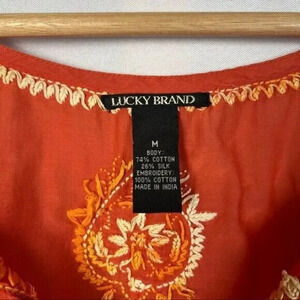 LUCKY BRAND
M
BODY:
74% COTTON
26% SILK
EMBROIDERY:
100% COTTON
MADE IN INDIA